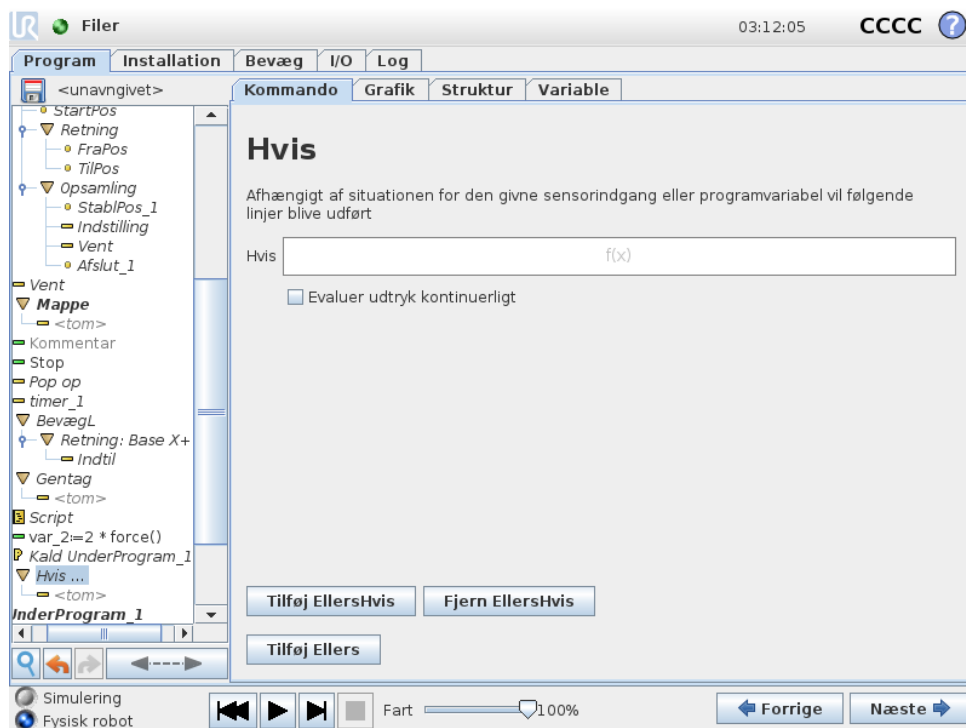 UR Filer 03:12:05 CCCC ?
Program Installation Bevæg I/O Log
<unavngivet>
Kommando Grafik Struktur Variable
StartPos
Retning
FraPos
TilPos
Opsamling
StablPos_1
Indstilling
Vent
Afslut_1
Vent
Mappe
<tom>
Kommentar
Stop
Pop op
timer_1
BevægL
Retning: Base X+
Indtil
Gentag
<tom>
Script
var_2:=2 * force()
Kald UnderProgram_1
Hvis ...
<tom>
UnderProgram_1
Hvis
Afhængigt af situationen for den givne sensorindgang eller programvariabel vil følgende
linjer blive udført
Hvis f(x)
Evaluer udtryk kontinuerligt
Tilføj EllersHvis Fjern EllersHvis
Tilføj Ellers
Simulering
Fysisk robot
Fart 100%
Forrige Næste